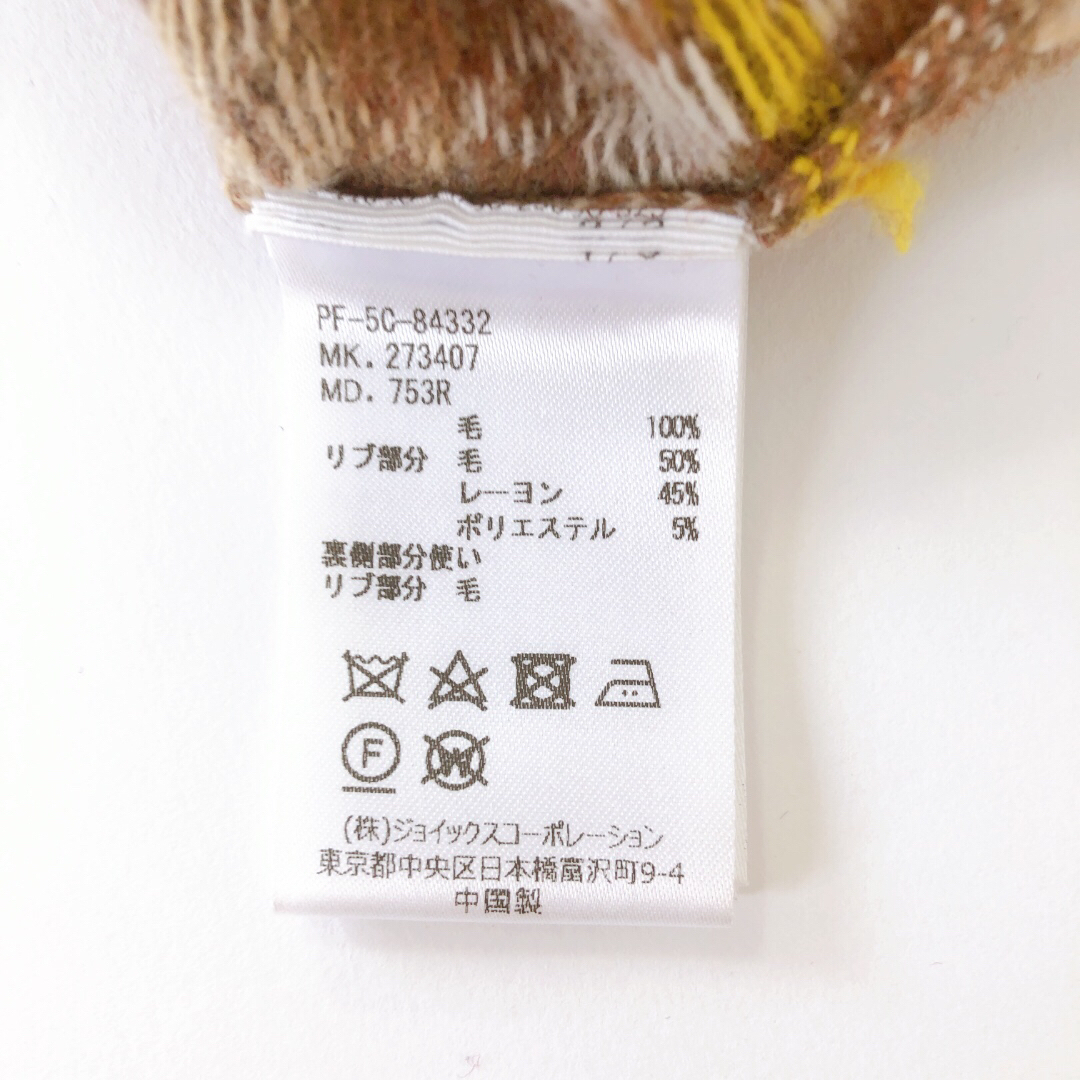 PF-5C-84332
MK. 273407
MD. 753R
毛 100%
リブ部分 毛 50%
レーヨン 45%
ポリエステル 5%
裏側部分使い
リブ部分 毛
F
W
(株)ジョイックスコーポレーション
東京都中央区日本橋富沢町9-4
中国製